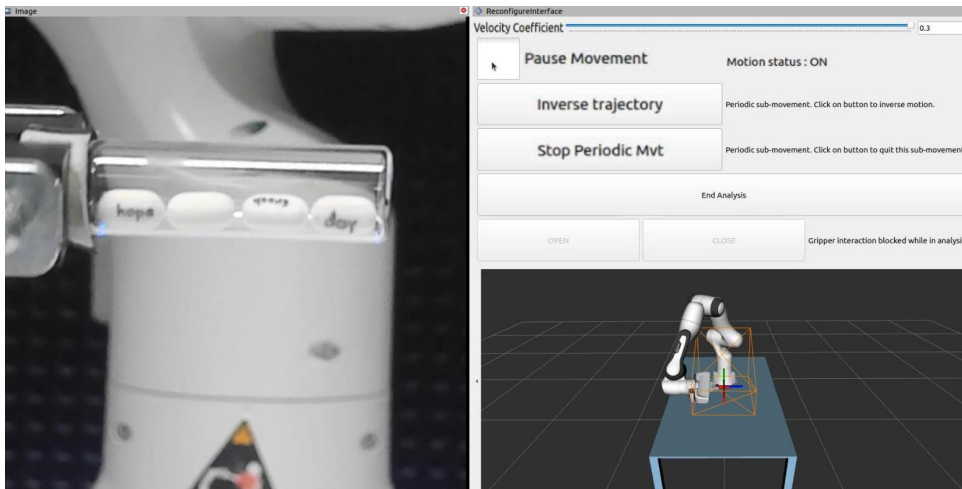 Image
ReconfigureInterface
Velocity Coefficient
0.3
Pause Movement
Motion status : ON
Inverse trajectory
Periodic sub-movement. Click on button to inverse motion.
Stop Periodic Mvt
Periodic sub-movement. Click on button to quit this sub-movement
End Analysis
OPEN
CLOSE
Gripper interaction blocked while in analysi
hope
day